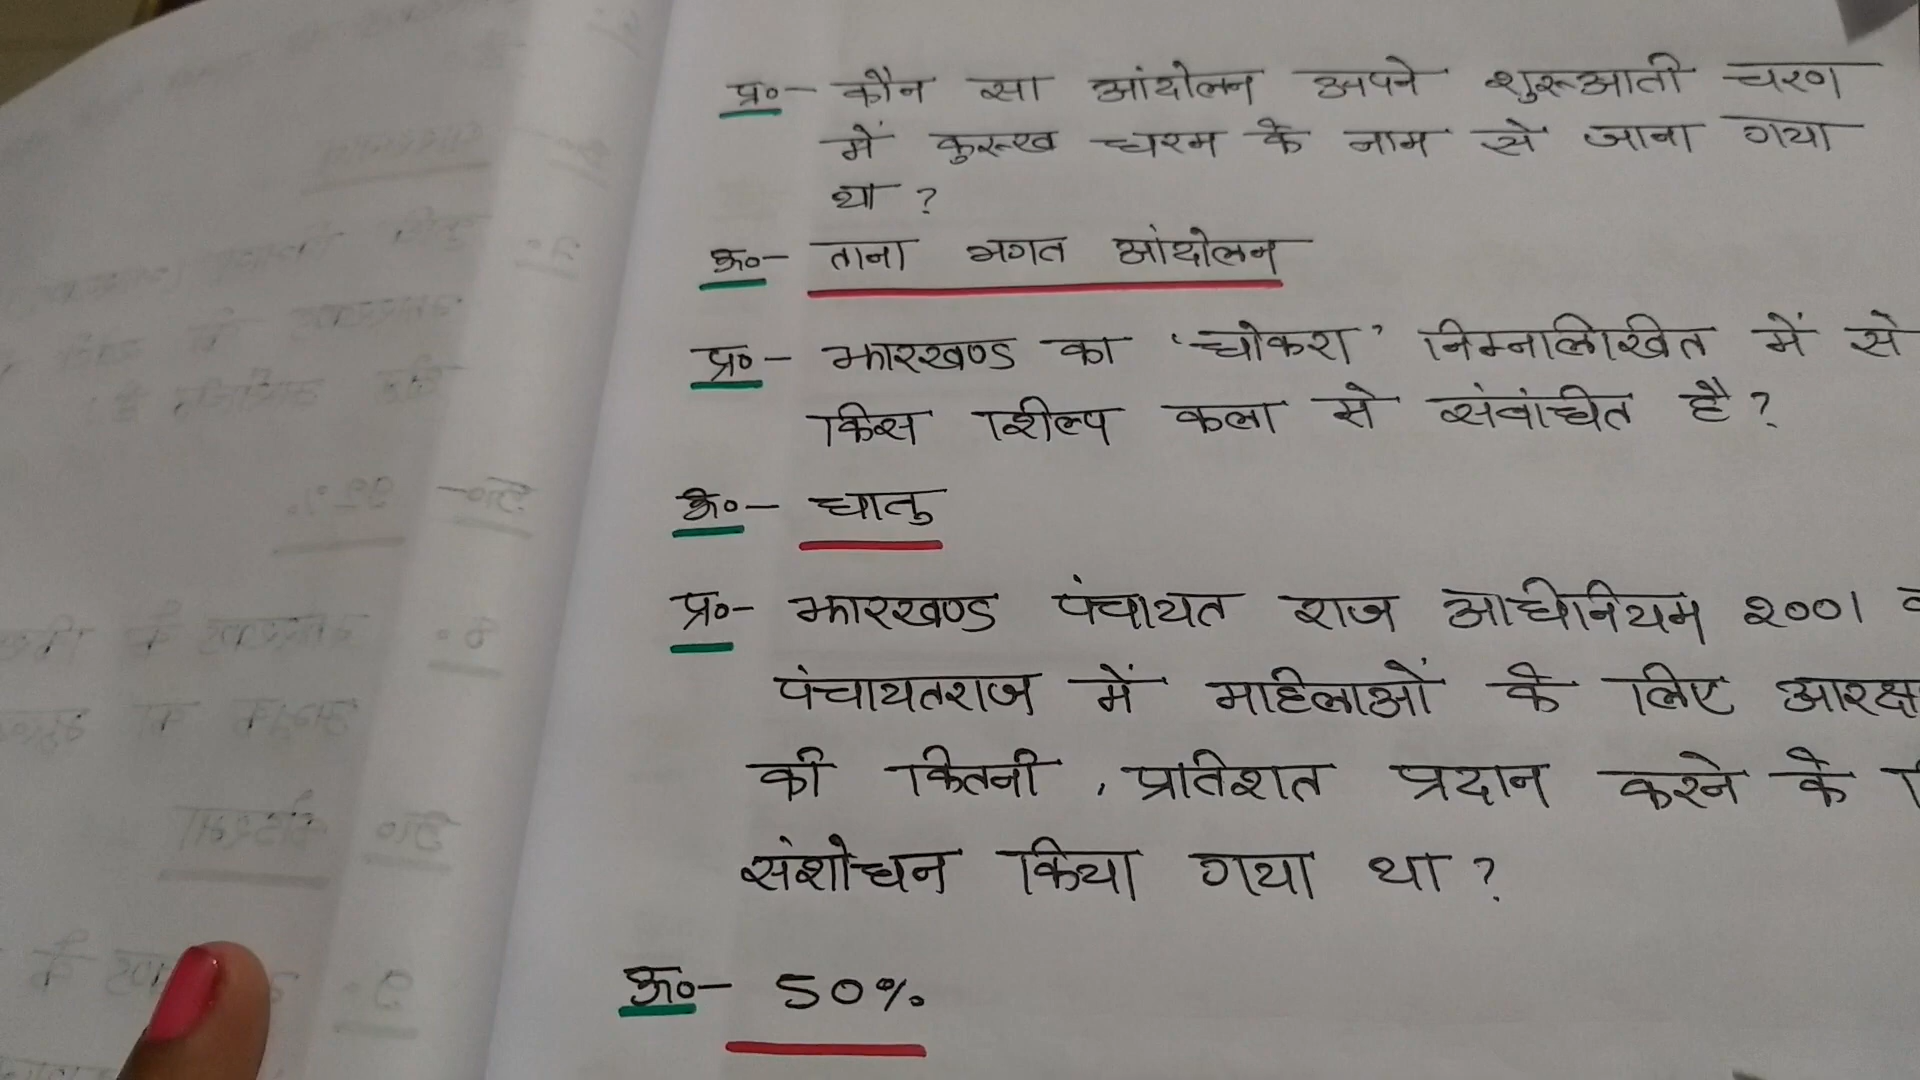 प्र०- कौन सा आंदोलन अपने शुरूआती चरण
में कुरूख धरम के नाम से जाना गया
था ?
उ०- ताना भगत आंदोलन
प्र०- झारखण्ड का 'धोकरा' निम्नलिखित में से
किस शिल्प कला से संबंधित है ?
उ०- धातु
प्र०- झारखण्ड पंचायत राज अधिनियम 2001
पंचायतराज में महिलाओं के लिए आरक्ष
की कितनी प्रतिशत प्रदान करने के
संशोधन किया गया था ?
उ०- 50%